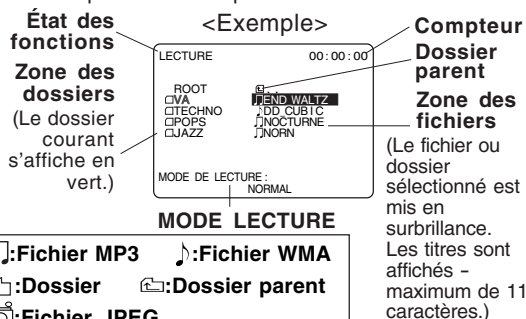 <Exemple>
État des
fonctions
Zone des
dossiers
(Le dossier
courant
s'affiche en
vert.)
LECTURE 00:00:00
ROOT
VA
TECHNO
POPS
JAZZ
END WALTZ
DD CUBIC
NOCTURNE
NORN
MODE DE LECTURE :
NORMAL
MODE LECTURE
Compteur
Dossier
parent
Zone des
fichiers
(Le fichier ou
dossier
sélectionné est
mis en
surbrillance.
Les titres sont
affichés –
maximum de 11
caractères.)
♫:Fichier MP3 ♪:Fichier WMA
:Dossier :Dossier parent
:Fichier JPEG